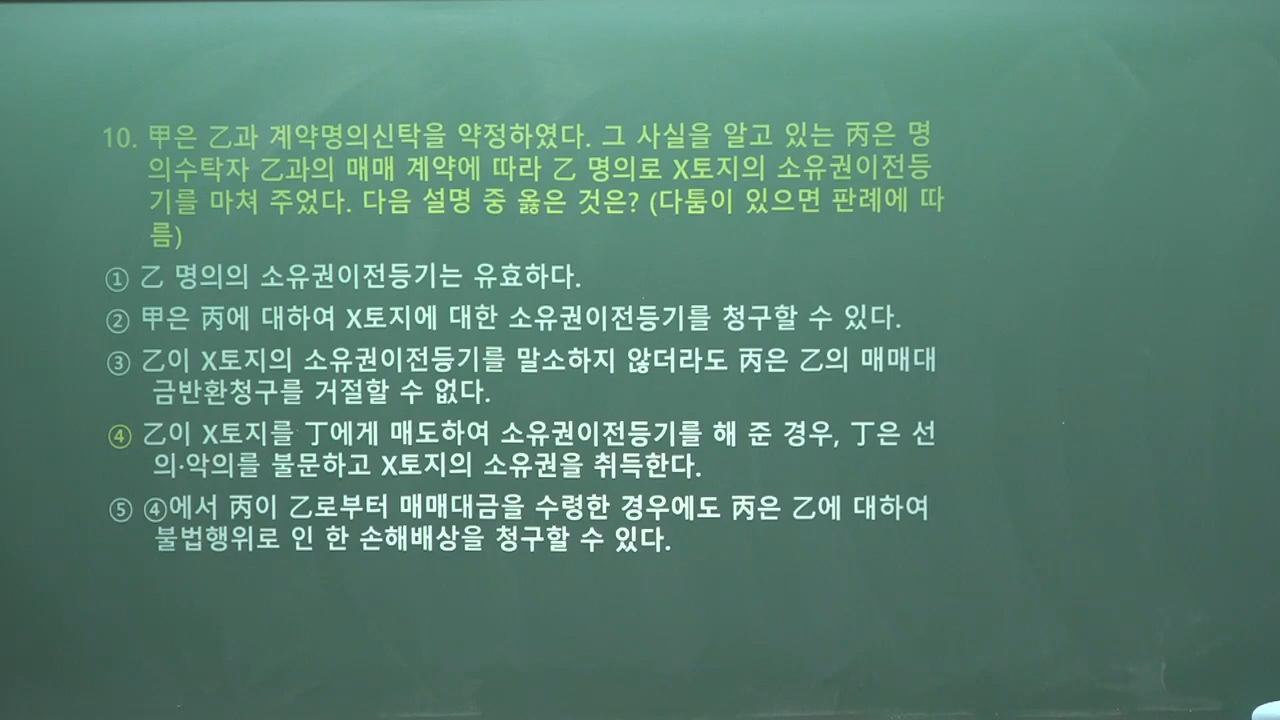 10. 甲은 乙과 계약명의신탁을 약정하였다. 그 사실을 알고 있는 丙은 명
의수탁자 乙과의 매매 계약에 따라 乙 명의로 X토지의 소유권이전등
기를 마쳐 주었다. 다음 설명 중 옳은 것은? (다툼이 있으면 판례에 따
름)
① 乙 명의의 소유권이전등기는 유효하다.
② 甲은 丙에 대하여 X토지에 대한 소유권이전등기를 청구할 수 있다.
③ 乙이 X토지의 소유권이전등기를 말소하지 않더라도 丙은 乙의 매매대
금반환청구를 거절할 수 없다.
④ 乙이 X토지를 丁에게 매도하여 소유권이전등기를 해 준 경우, 丁은 선
의·악의를 불문하고 X토지의 소유권을 취득한다.
⑤ ④에서 丙이 乙로부터 매매대금을 수령한 경우에도 丙은 乙에 대하여
불법행위로 인 한 손해배상을 청구할 수 있다.